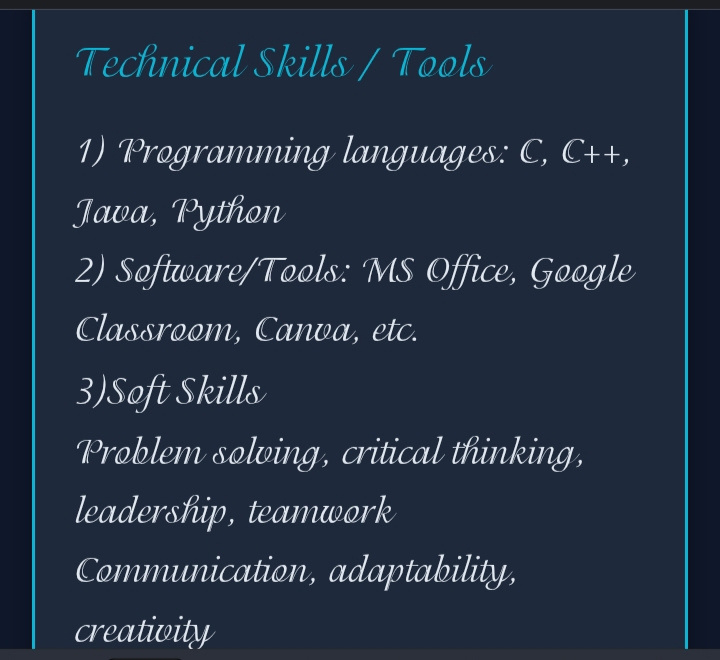 Technical Skills / Tools
1) Programming languages: C, C++,
Java, Python
2) Software/Tools: MS Office, Google
Classroom, Canva, etc.
3)Soft Skills
Problem solving, critical thinking,
leadership, teamwork
Communication, adaptability,
creativity